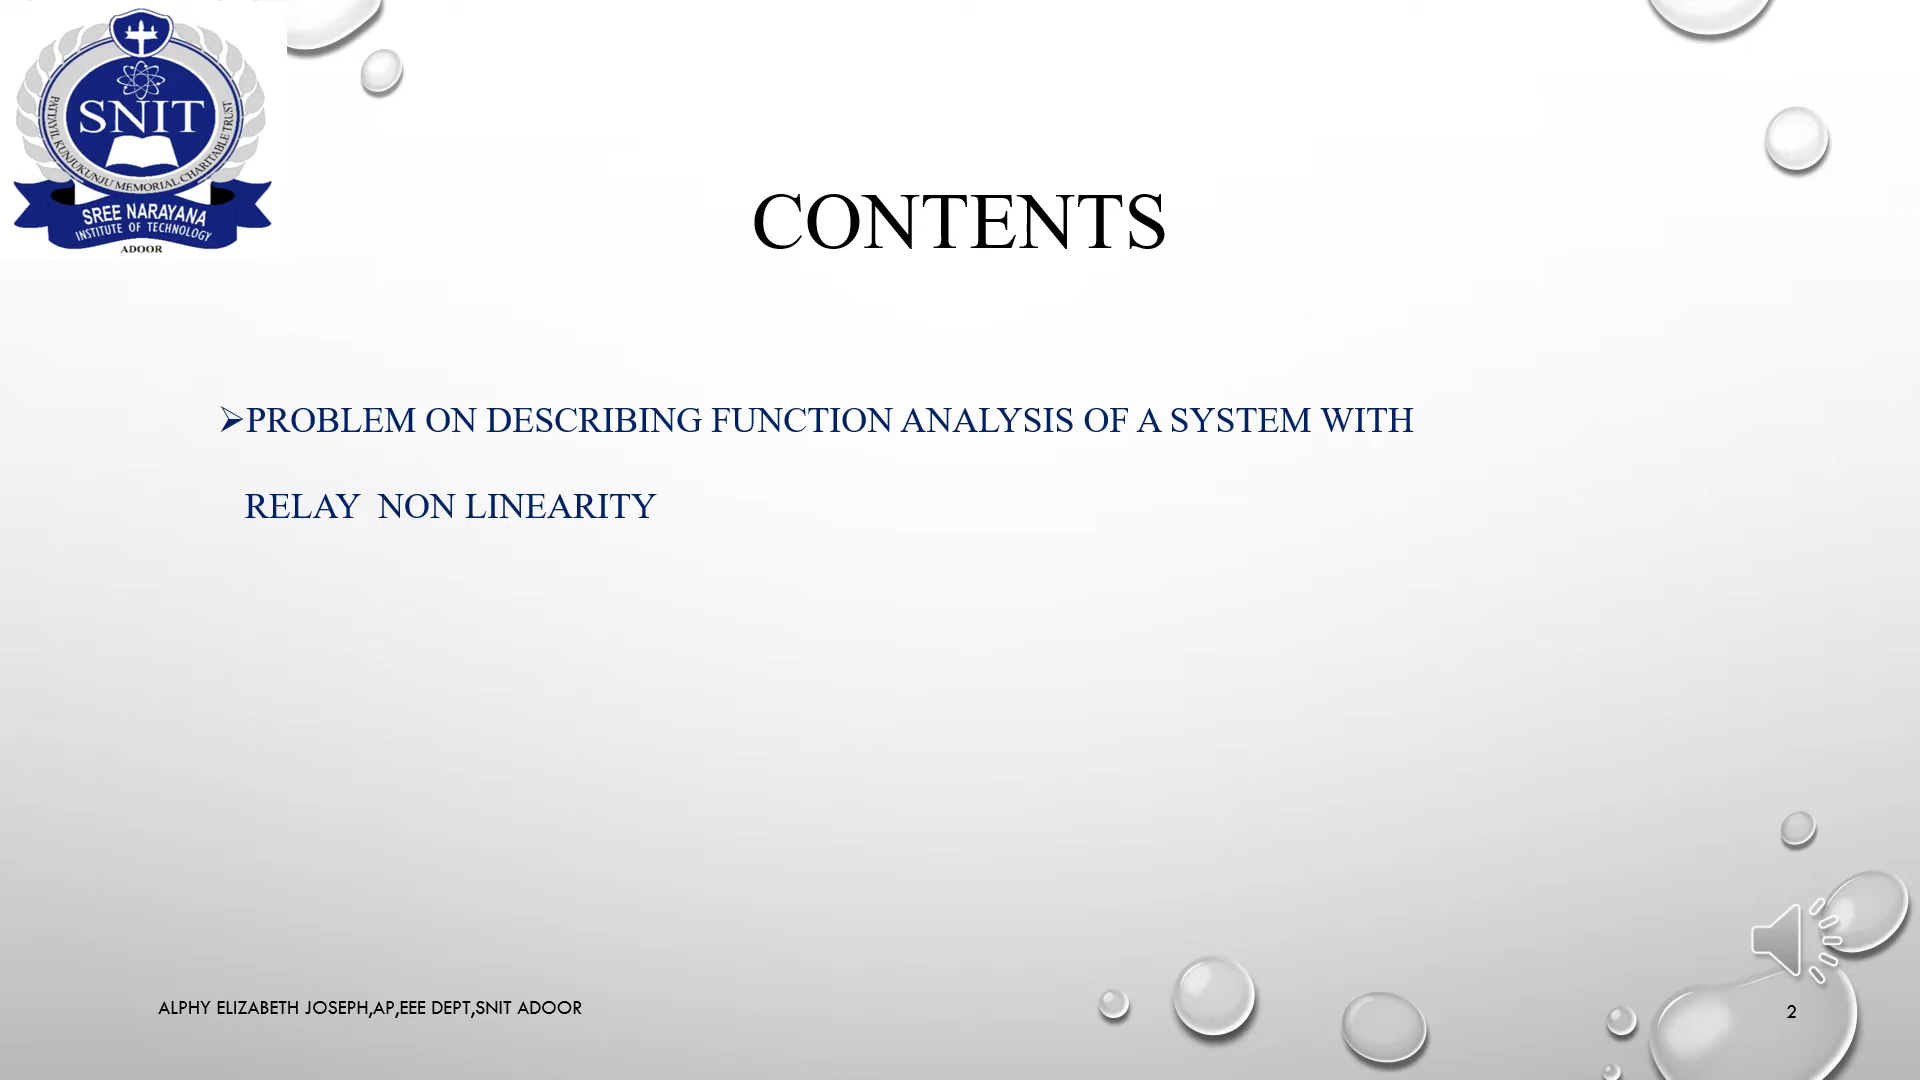 SNIT
PATTAYIL KUNJUKUNJU MEMORIAL CHARITABLE TRUST
SREE NARAYANA
INSTITUTE OF TECHNOLOGY
ADOOR
CONTENTS
➢PROBLEM ON DESCRIBING FUNCTION ANALYSIS OF A SYSTEM WITH
RELAY NON LINEARITY
ALPHY ELIZABETH JOSEPH,AP,EEE DEPT,SNIT ADOOR
2